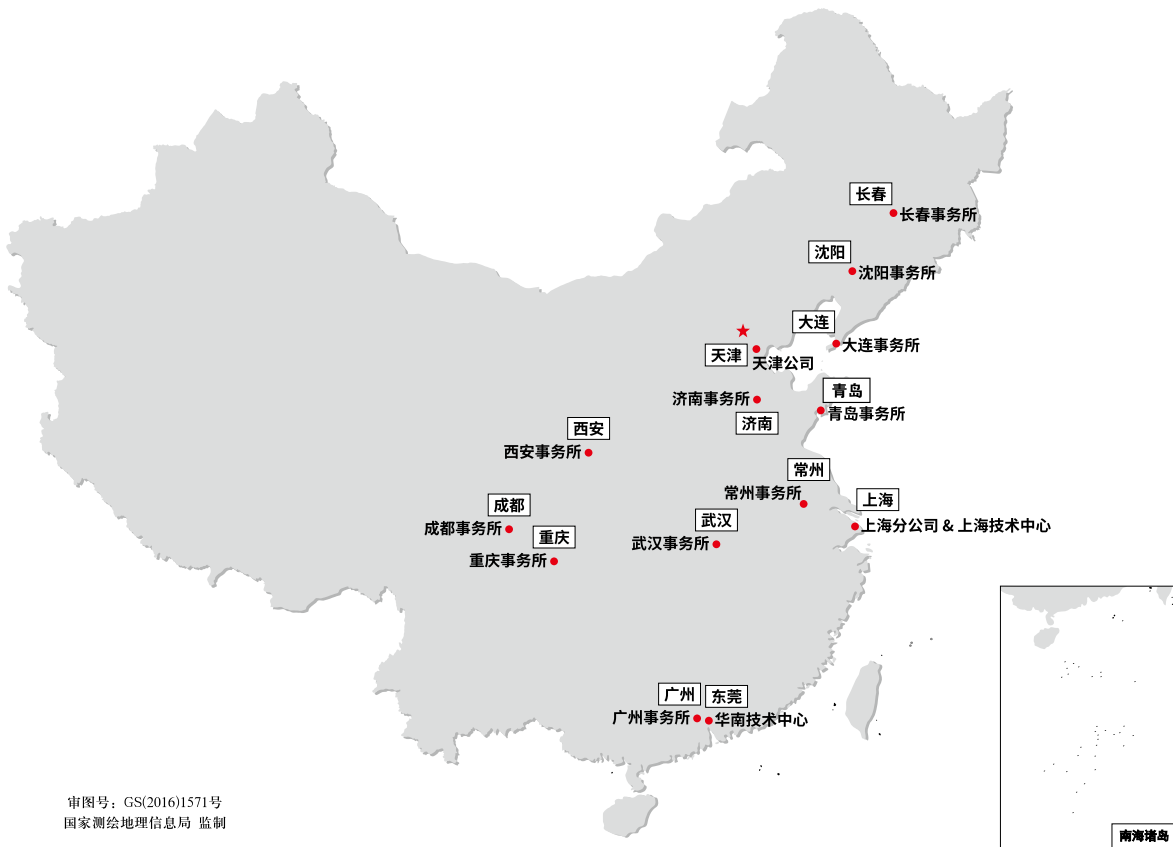 长春
长春事务所
沈阳
沈阳事务所
大连
大连事务所
天津
天津公司
济南事务所
济南
青岛
青岛事务所
西安
西安事务所
常州
常州事务所
成都
成都事务所
上海
上海分公司 & 上海技术中心
武汉
武汉事务所
重庆
重庆事务所
广州
广州事务所
东莞
华南技术中心
审图号：GS(2016)1571号
国家测绘地理信息局 监制
南海诸岛